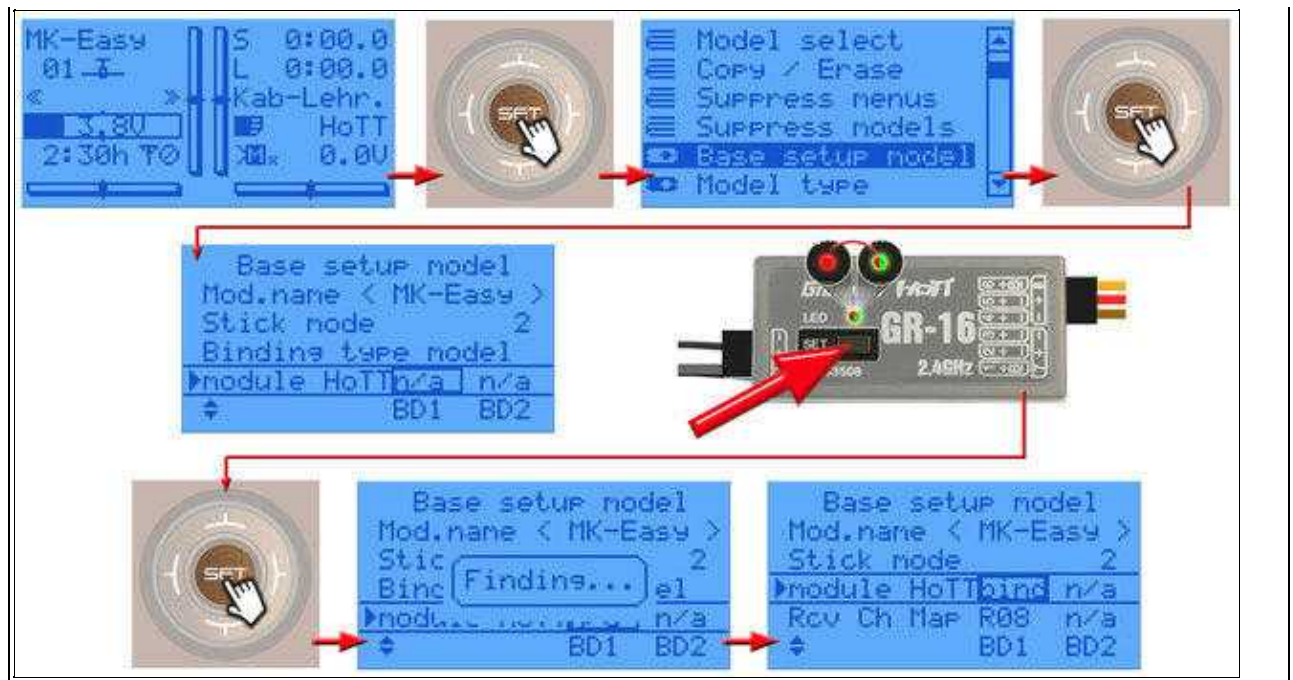 MK-Easy
01
« »
3.8V
2:30h
S 0:00.0
L 0:00.0
Kab-Lehr.
HoTT
0.0V
SET
Model select
Copy / Erase
Suppress menus
Suppress models
Base setup model
Model type
SET
Base setup model
Mod.name < MK-Easy >
Stick mode 2
Binding type model
module HoTT n/a n/a
BD1 BD2
HoTT
LED
GR-16
SET
2.4GHz
SET
Base setup model
Mod.name < MK-Easy >
Stic 2
Finding...
Binc el
n/a
BD1 BD2
Base setup model
Mod.name < MK-Easy >
Stick mode 2
module HoTT bind n/a
Rcv Ch Map R08 n/a
BD1 BD2